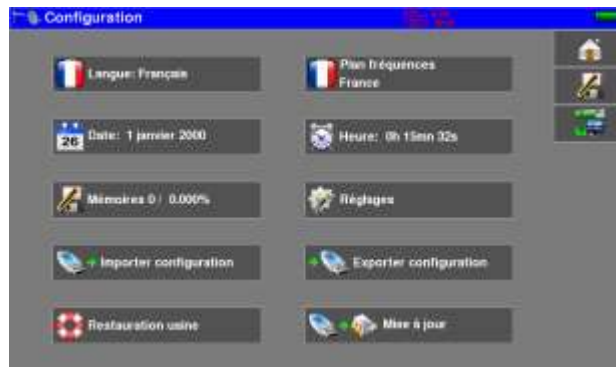 Configuration
Langue: Français
Plan fréquences
France
26
Date: 1 janvier 2000
Heure: 0h 15mn 32s
Mémoires 0 / 0.000%
Réglages
Importer configuration
Exporter configuration
Restauration usine
Mise à jour